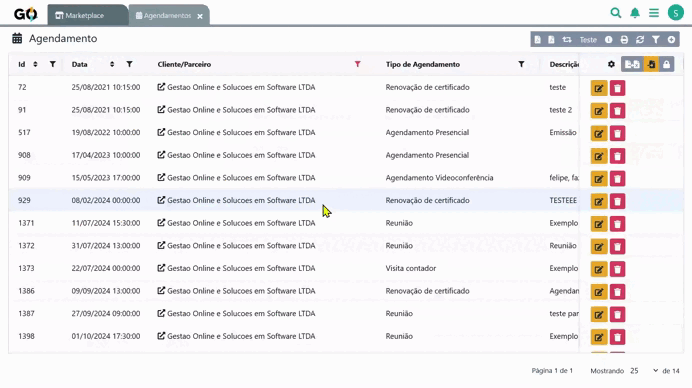 GO Marketplace Agendamentos S
Agendamento Teste
Id Data Cliente/Parceiro Tipo de Agendamento Descriçã
72 25/08/2021 10:15:00 Gestao Online e Solucoes em Software LTDA Renovação de certificado teste
91 25/08/2021 10:15:00 Gestao Online e Solucoes em Software LTDA Renovação de certificado teste 2
517 19/08/2022 10:00:00 Gestao Online e Solucoes em Software LTDA Agendamento Presencial Emissão
908 17/04/2023 10:00:00 Gestao Online e Solucoes em Software LTDA Agendamento Presencial
909 15/05/2023 17:00:00 Gestao Online e Solucoes em Software LTDA Agendamento Videoconferência felipe, fa
929 08/02/2024 00:00:00 Gestao Online e Solucoes em Software LTDA Renovação de certificado TESTEEE
1371 11/07/2024 15:30:00 Gestao Online e Solucoes em Software LTDA Reunião Exemplo
1372 31/07/2024 13:00:00 Gestao Online e Solucoes em Software LTDA Reunião Reunião
1373 22/07/2024 00:00:00 Gestao Online e Solucoes em Software LTDA Visita contador Exemplo
1386 09/09/2024 13:00:00 Gestao Online e Solucoes em Software LTDA Renovação de certificado Agendan
1387 27/09/2024 09:00:00 Gestao Online e Solucoes em Software LTDA Reunião teste par
1398 01/10/2024 17:30:00 Gestao Online e Solucoes em Software LTDA Reunião Exemplo
Página 1 de 1 Mostrando 25 de 14